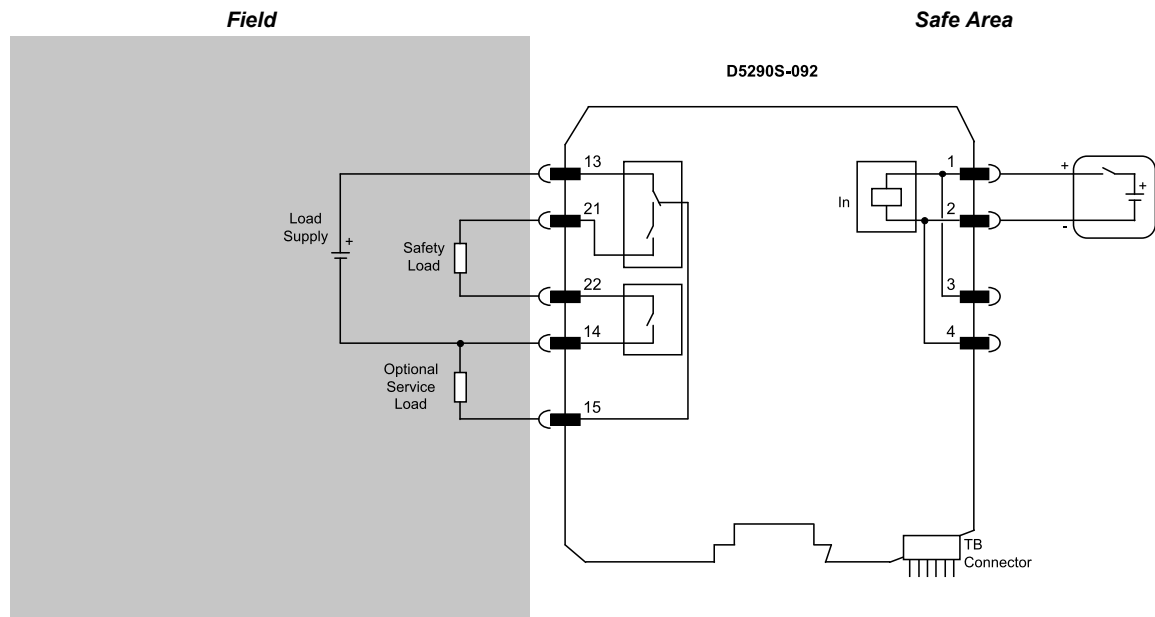 Field
Safe Area
D5290S-092
13
1
+
+
In
21
2
-
Load
Supply
+
Safety
Load
22
3
14
4
Optional
Service
Load
15
TB
Connector